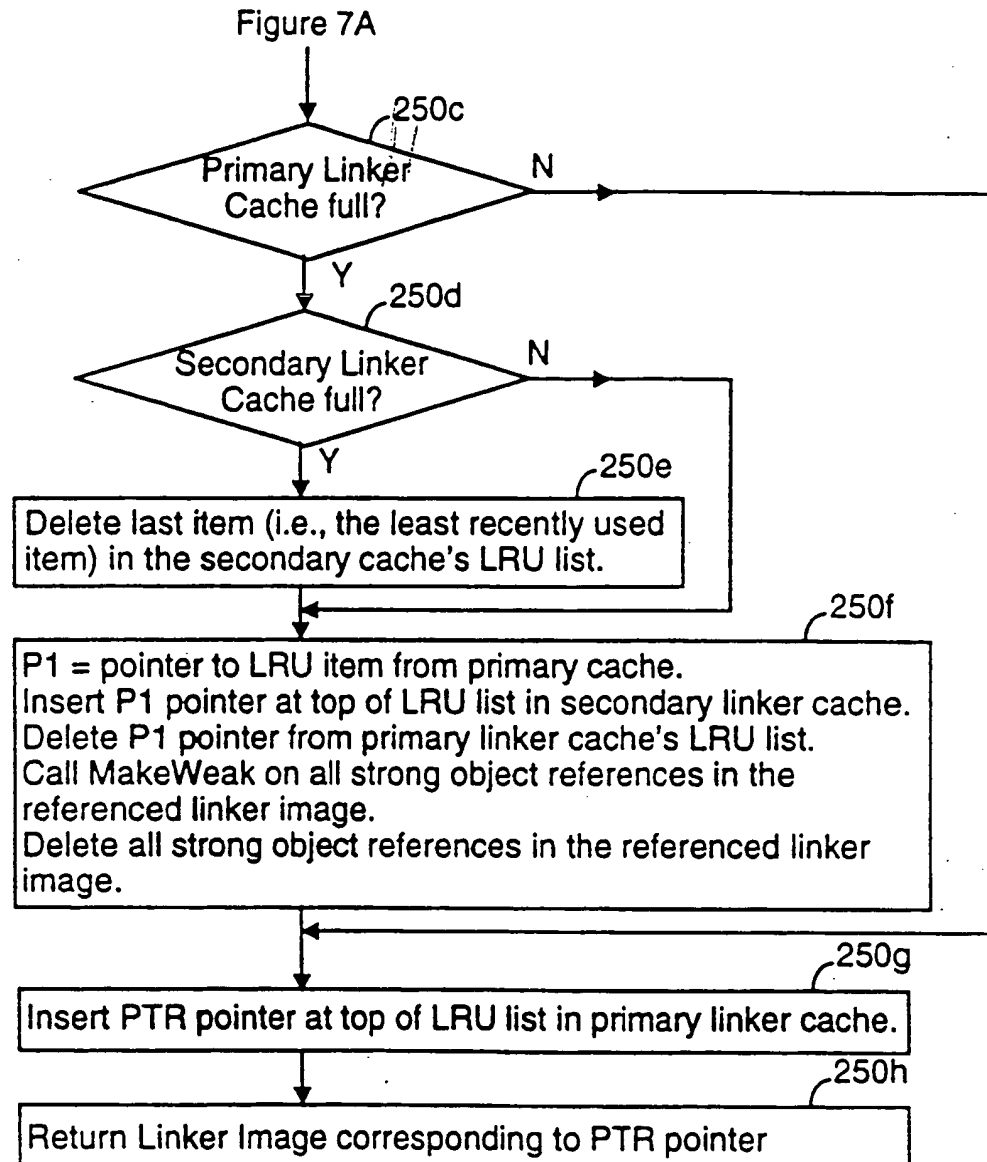 Figure 7A
250c
Primary Linker
Cache full?
N
Y
250d
Secondary Linker
Cache full?
N
Y
250e
Delete last item (i.e., the least recently used
item) in the secondary cache's LRU list.
250f
P1 = pointer to LRU item from primary cache.
Insert P1 pointer at top of LRU list in secondary linker cache.
Delete P1 pointer from primary linker cache's LRU list.
Call MakeWeak on all strong object references in the
referenced linker image.
Delete all strong object references in the referenced linker
image.
250g
Insert PTR pointer at top of LRU list in primary linker cache.
250h
Return Linker Image corresponding to PTR pointer